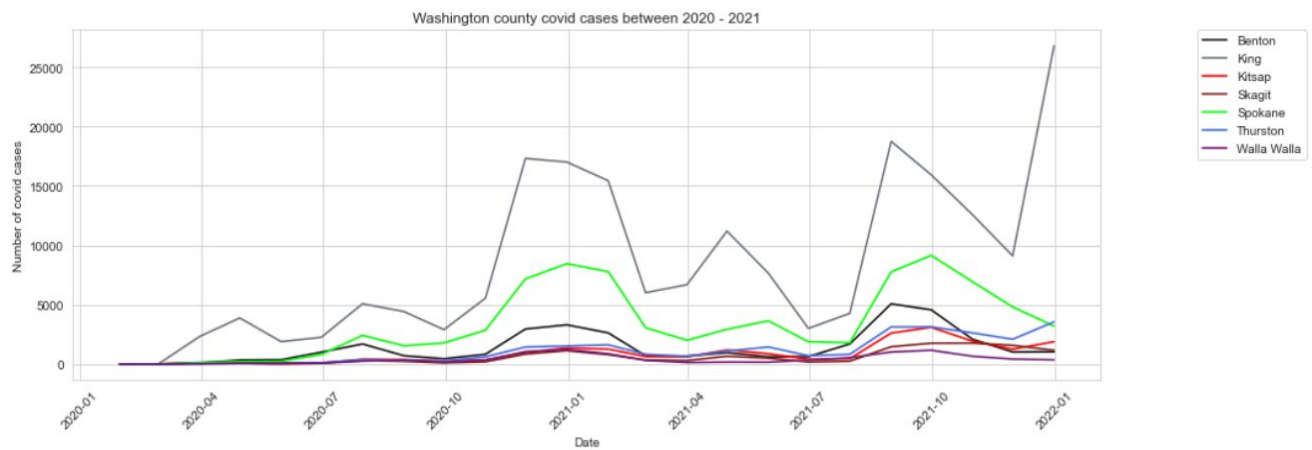 Washington county covid cases between 2020 - 2021
Number of covid cases
25000
20000
15000
10000
5000
0
2020-01
2020-04
2020-07
2020-10
2021-01
2021-04
2021-07
2021-10
2022-01
Date
Benton
King
Kitsap
Skagit
Spokane
Thurston
Walla Walla